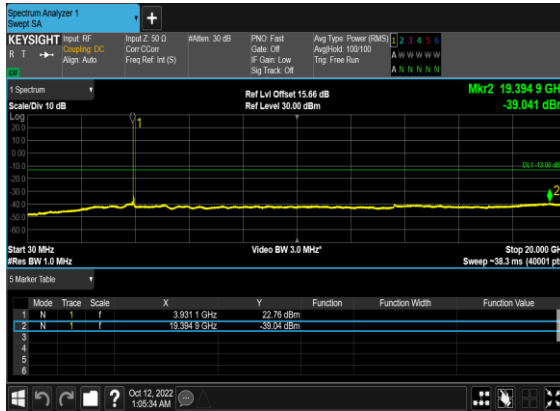 Spectrum Analyzer 1
Swept SA
+
KEYSIGHT Input: RF Input Z: 50 Ω #Atten: 30 dB PNO: Fast Avg Type: Power (RMS) 1 2 3 4 5 6
R T Coupling: DC Corr CCorr Gate: Off Avg|Hold: 100/100 A W W W W W
Align: Auto Freq Ref: Int (S) IF Gain: Low Trig: Free Run
LXI Sig Track: Off A N N N N N
1 Spectrum Ref Lvl Offset 15.66 dB Mkr2 19.394 9 GH
Scale/Div 10 dB Ref Level 30.00 dBm -39.041 dBr
Log
20.0
10.0
0.00
-10.0
-20.0
-30.0
-40.0
-50.0
-60.0
1
DL1 -13.00 dB
2
Start 30 MHz Video BW 3.0 MHz* Stop 20.000 GH
#Res BW 1.0 MHz Sweep ~38.3 ms (40001 pt
5 Marker Table
Mode Trace Scale X Y Function Function Width Function Value
1 N 1 f 3.931 1 GHz 22.76 dBm
2 N 1 f 19.394 9 GHz -39.04 dBm
3
4
5
6
? Oct 12, 2022
1:05:34 AM